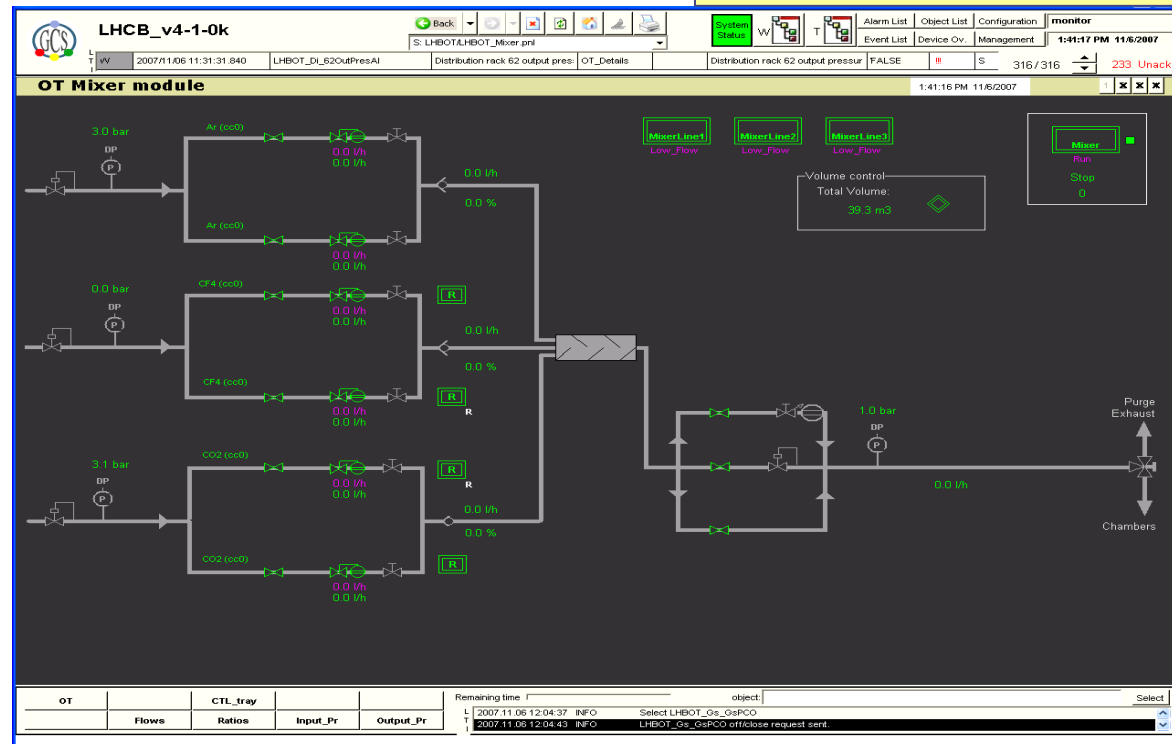 GCS
LHCB_v4-1-0k
Back
S: LHBOT/LHBOT_Mixer.pnl
System Status
W
T
Alarm List
Object List
Configuration
monitor
Event List
Device Ov.
Management
1:41:17 PM 11/6/2007
L
T
W
2007/11/06 11:31:31.840
LHBOT_Di_62OutPresAl
Distribution rack 62 output pres:
OT_Details
Distribution rack 62 output pressur
FALSE
!!!
S
316/316
233 Unack
OT Mixer module
1:41:16 PM 11/6/2007
1
3.0 bar
DP
P
Ar (cc0)
0.0 l/h
0.0 l/h
0.0 l/h
0.0 %
Ar (cc0)
0.0 l/h
0.0 l/h
MixerLine1
Low_Flow
MixerLine2
Low_Flow
MixerLine3
Low_Flow
Mixer
Run
Stop
0
Volume control
Total Volume:
39.3 m3
0.0 bar
DP
P
CF4 (cc0)
R
0.0 l/h
0.0 l/h
0.0 l/h
0.0 %
CF4 (cc0)
R
R
0.0 l/h
0.0 l/h
3.1 bar
DP
P
CO2 (cc0)
R
R
0.0 l/h
0.0 l/h
0.0 l/h
0.0 %
CO2 (cc0)
R
0.0 l/h
0.0 l/h
1.0 bar
DP
P
0.0 l/h
Purge
Exhaust
Chambers
OT
CTL_tray
Flows
Ratios
Input_Pr
Output_Pr
Remaining time
object:
Select
L
T
I
2007.11.06 12:04:37 INFO Select LHBOT_Gs_GsPCO
2007.11.06 12:04:43 INFO LHBOT_Gs_GsPCO off/close request sent.